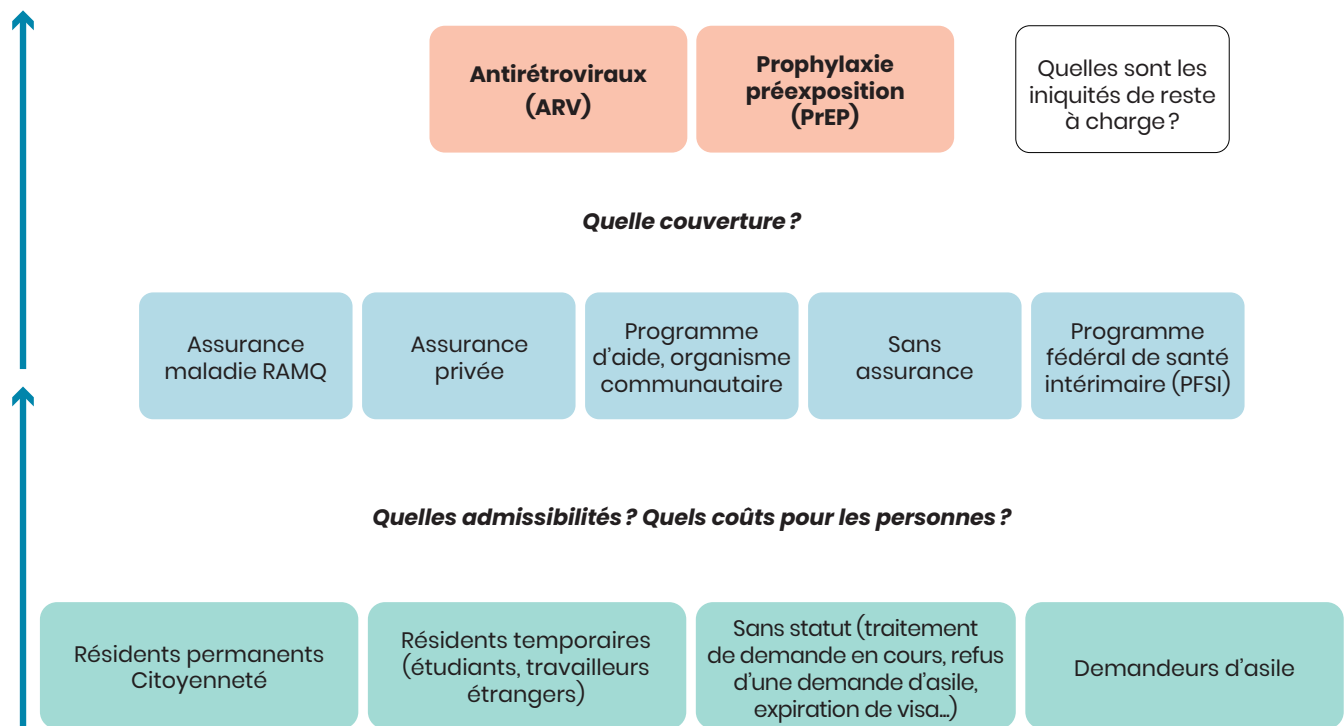 Antirétroviraux
(ARV)
Prophylaxie
préexposition
(PrEP)
Quelles sont les
iniquités de reste
à charge ?
Quelle couverture ?
Assurance
maladie RAMQ
Assurance
privée
Programme
d'aide, organisme
communautaire
Sans
assurance
Programme
fédéral de santé
intérimaire (PFSI)
Quelles admissibilités ? Quels coûts pour les personnes ?
Résidents permanents
Citoyenneté
Résidents temporaires
(étudiants, travailleurs
étrangers)
Sans statut (traitement
de demande en cours, refus
d'une demande d'asile,
expiration de visa...)
Demandeurs d'asile